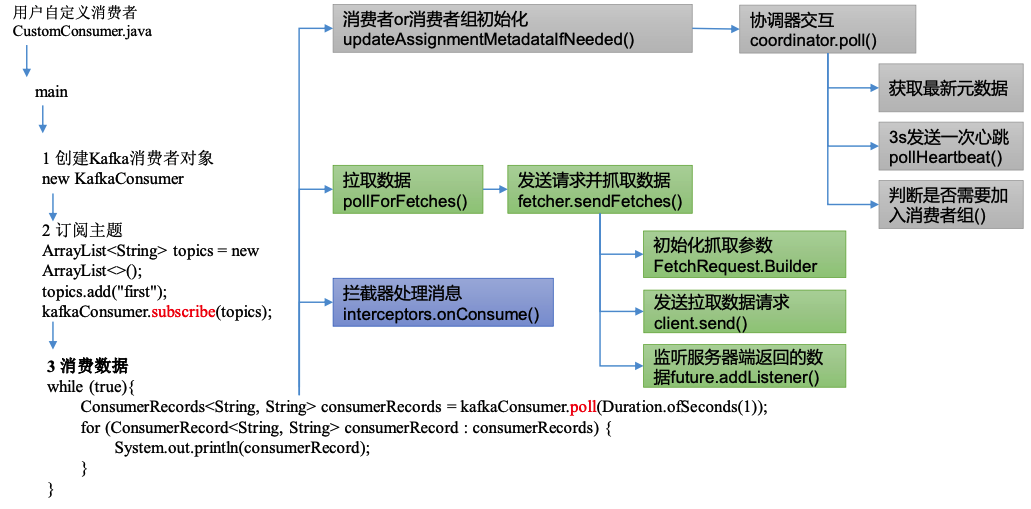 用户自定义消费者
CustomConsumer.java
main
1 创建Kafka消费者对象
new KafkaConsumer
2 订阅主题
ArrayList<String> topics = new
ArrayList<>();
topics.add("first");
kafkaConsumer.subscribe(topics);
3 消费数据
while (true){
ConsumerRecords<String, String> consumerRecords = kafkaConsumer.poll(Duration.ofSeconds(1));
for (ConsumerRecord<String, String> consumerRecord : consumerRecords) {
System.out.println(consumerRecord);
}
}
消费者or消费者组初始化
updateAssignmentMetadataIfNeeded()
协调器交互
coordinator.poll()
获取最新元数据
3s发送一次心跳
pollHeartbeat()
判断是否需要加
入消费者组()
拉取数据
pollForFetches()
发送请求并抓取数据
fetcher.sendFetches()
初始化抓取参数
FetchRequest.Builder
发送拉取数据请求
client.send()
监听服务器端返回的数
据future.addListener()
拦截器处理消息
interceptors.onConsume()